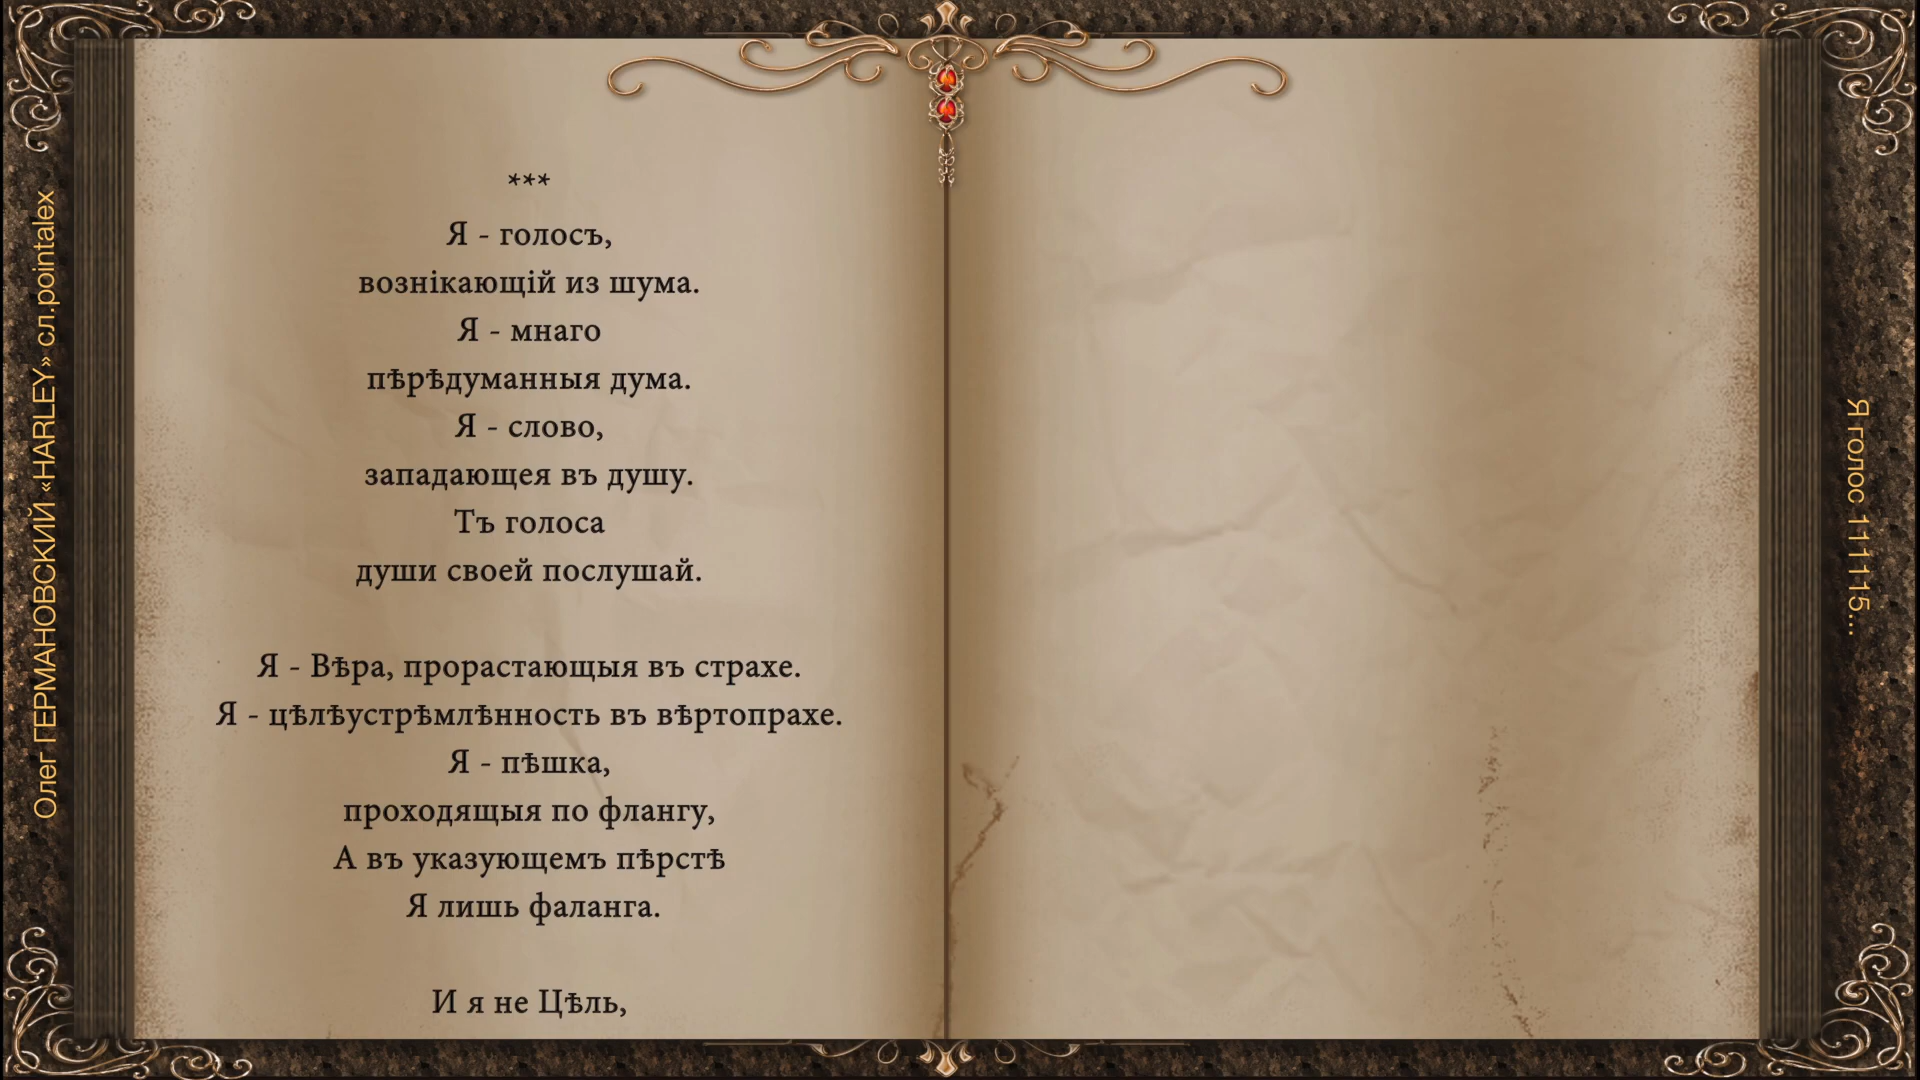 Олег ГЕРМАНОВСКИЙ «HARLEY» сл.pointalex
***
Я - голосъ,
вознiкающiй из шума.
Я - мнаго
пѣрѣдуманныя дума.
Я - слово,
западающея въ душу.
Тъ голоса
души своей послушай.
Я - Вѣра, прорастающыя въ страхе.
Я - цѣлѣустрѣмлѣнность въ вѣртопрахе.
Я - пѣшка,
проходящыя по флангу,
А въ указующемъ пѣрстѣ
Я лишь фаланга.
И я не Цѣль,
Я голос 111115...